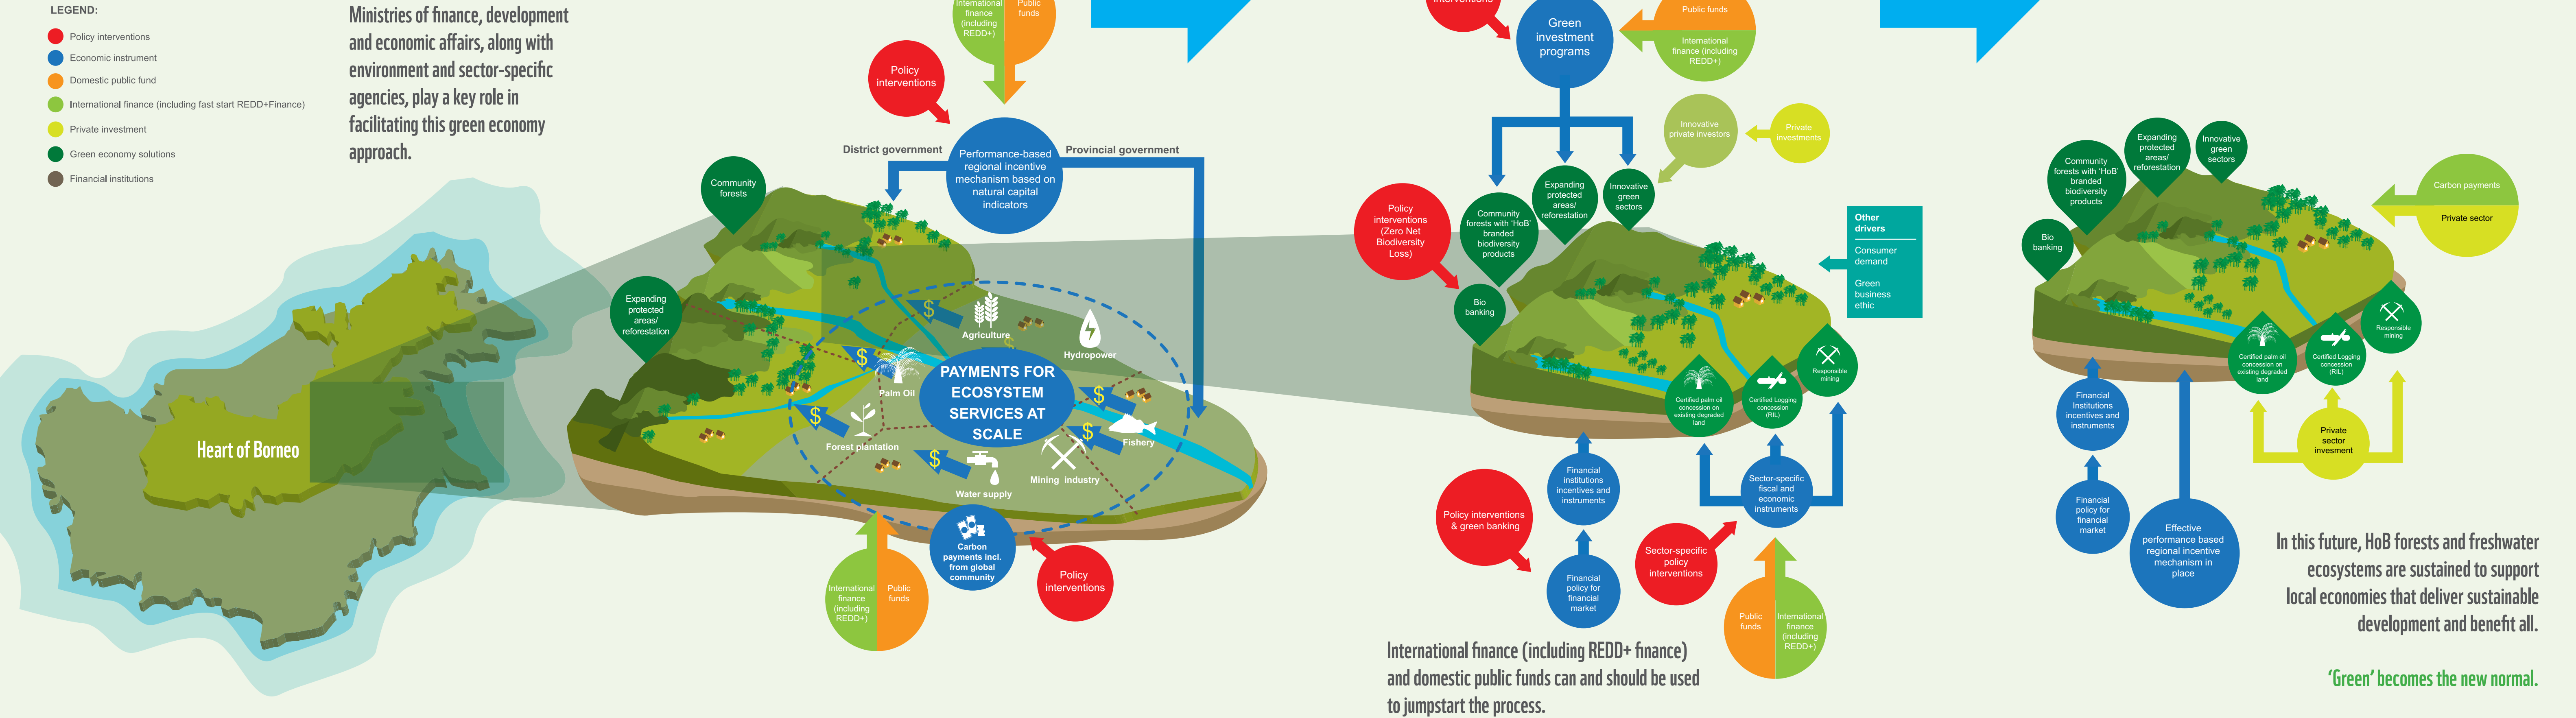 LEGEND:
Policy interventions
Economic instrument
Domestic public fund
International finance (including fast start REDD+Finance)
Private investment
Green economy solutions
Financial institutions
Ministries of finance, development
and economic affairs, along with
environment and sector-specific
agencies, play a key role in
facilitating this green economy
approach.
Heart of Borneo
International
finance
(including
REDD+)
Public
funds
Policy
interventions
District government
Provincial government
Performance-based
regional incentive
mechanism based on
natural capital
indicators
Community
forests
Expanding
protected
areas/
reforestation
$
Agriculture
Hydropower
$
Palm Oil
PAYMENTS FOR
ECOSYSTEM
SERVICES AT
SCALE
$
$
Forest plantation
$
Fishery
$
Water supply
Mining industry
Carbon
payments incl.
from global
community
International
finance
(including
REDD+)
Public
funds
Policy
interventions
interventions
Green
investment
programs
Public funds
International
finance (including
REDD+)
Innovative
private investors
Private
investments
Policy
interventions
(Zero Net
Biodiversity
Loss)
Community
forests with 'HoB'
branded
biodiversity
products
Expanding
protected
areas/
reforestation
Innovative
green
sectors
Bio
banking
Other
drivers
Consumer
demand
Green
business
ethic
Certified palm oil
concession on
existing degraded
land
Certified Logging
concession
(RIL)
Responsible
mining
Policy interventions
& green banking
Financial
institutions
incentives and
instruments
Financial
policy for
financial
market
Sector-specific
fiscal and
economic
instruments
Sector-specific
policy
interventions
Public
funds
International
finance
(including
REDD+)
International finance (including REDD+ finance)
and domestic public funds can and should be used
to jumpstart the process.
Community
forests with 'HoB'
branded
biodiversity
products
Expanding
protected
areas/
reforestation
Innovative
green
sectors
Bio
banking
Carbon payments
Private sector
Certified palm oil
concession on
existing degraded
land
Certified Logging
concession
(RIL)
Responsible
mining
Financial
Institutions
incentives and
instruments
Financial
policy for
financial
market
Effective
performance based
regional incentive
mechanism in
place
Private
sector
invesment
In this future, HoB forests and freshwater
ecosystems are sustained to support
local economies that deliver sustainable
development and benefit all.
‘Green’ becomes the new normal.